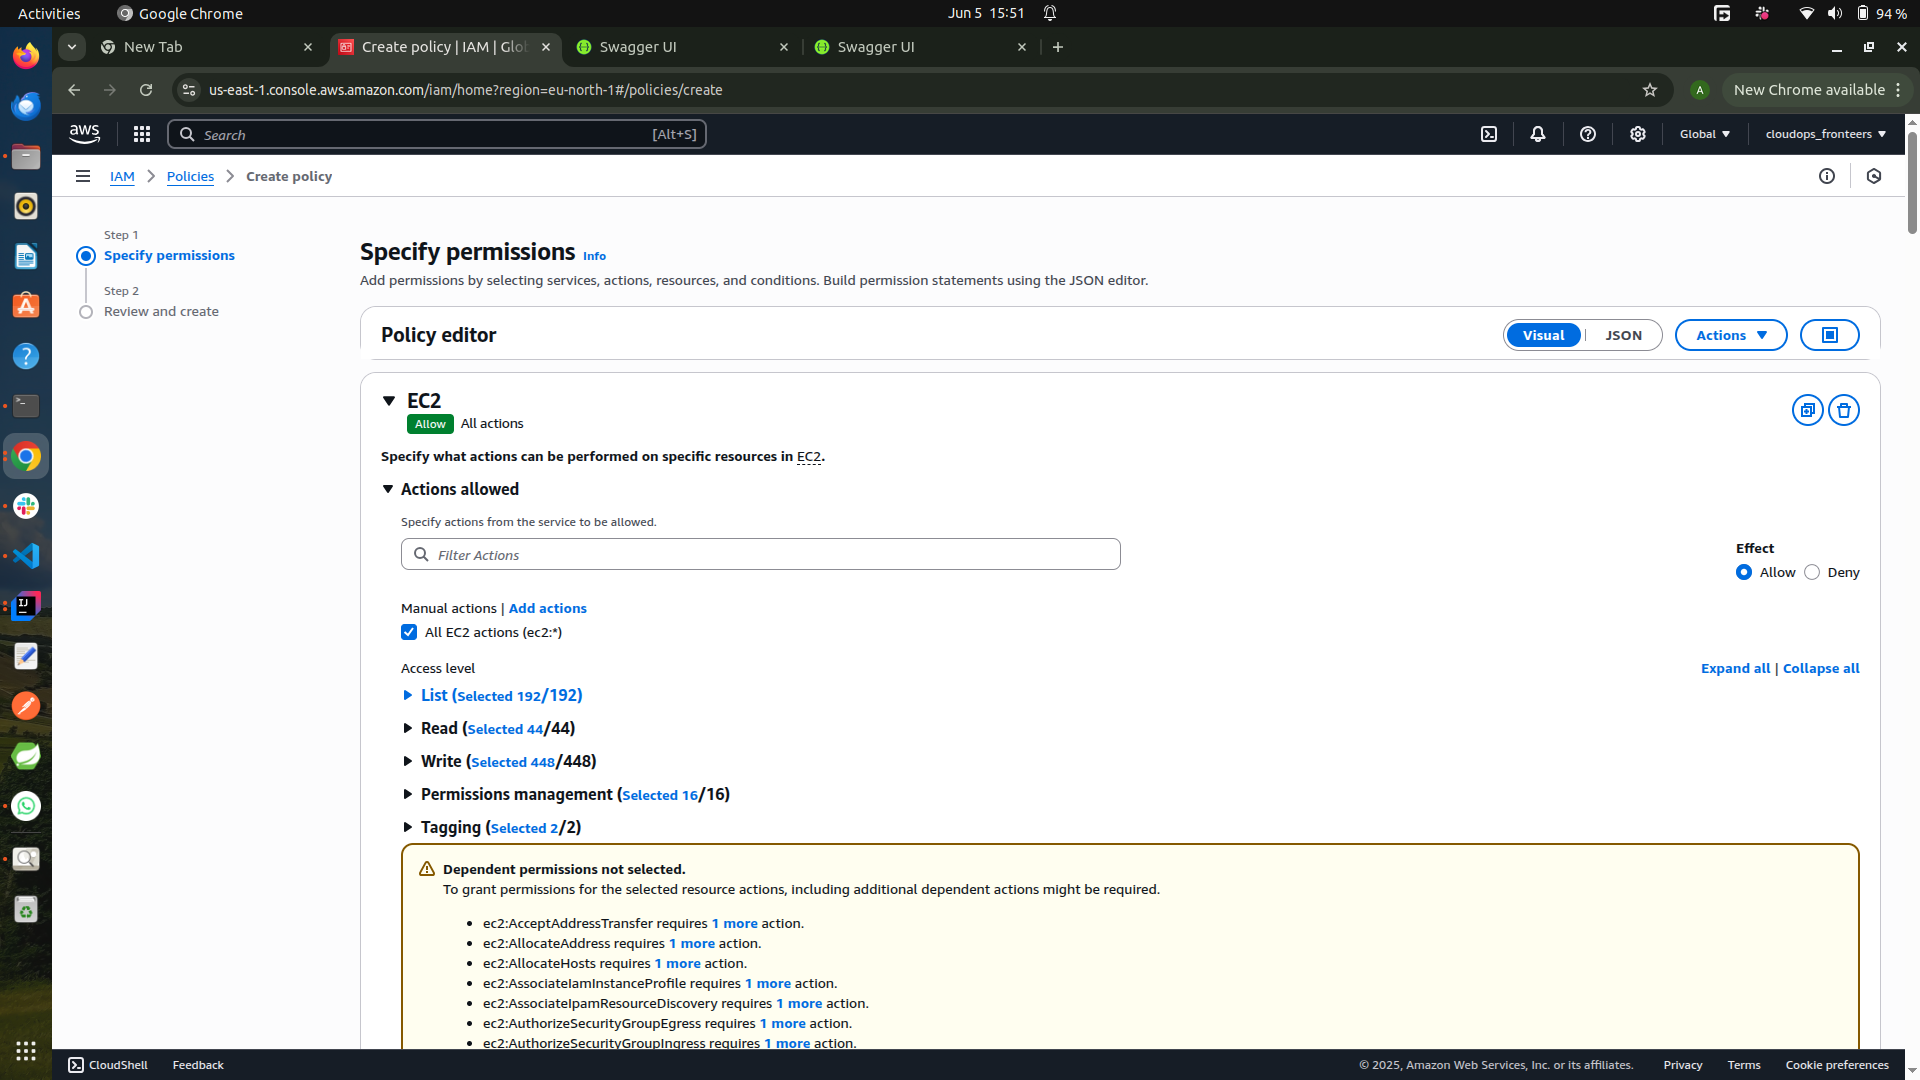 Activities
Google Chrome
Jun 5 15:51
94 %
New Tab
Create policy | IAM | Glo
Swagger UI
Swagger UI
us-east-1.console.aws.amazon.com/iam/home?region=eu-north-1#/policies/create
A
New Chrome available
aws
Search
[Alt+S]
Global
cloudops_fronteers
IAM
Policies
Create policy
Step 1
Specify permissions
Step 2
Review and create
Specify permissions Info
Add permissions by selecting services, actions, resources, and conditions. Build permission statements using the JSON editor.
Policy editor
Visual
JSON
Actions
EC2
Allow All actions
Specify what actions can be performed on specific resources in EC2.
Actions allowed
Specify actions from the service to be allowed.
Filter Actions
Effect
Allow
Deny
Manual actions | Add actions
All EC2 actions (ec2:*)
Access level
Expand all | Collapse all
List (Selected 192/192)
Read (Selected 44/44)
Write (Selected 448/448)
Permissions management (Selected 16/16)
Tagging (Selected 2/2)
Dependent permissions not selected.
To grant permissions for the selected resource actions, including additional dependent actions might be required.
• ec2:AcceptAddressTransfer requires 1 more action.
• ec2:AllocateAddress requires 1 more action.
• ec2:AllocateHosts requires 1 more action.
• ec2:AssociateIamInstanceProfile requires 1 more action.
• ec2:AssociateIpamResourceDiscovery requires 1 more action.
• ec2:AuthorizeSecurityGroupEgress requires 1 more action.
• ec2:AuthorizeSecurityGroupIngress requires 1 more action.
CloudShell
Feedback
© 2025, Amazon Web Services, Inc. or its affiliates.
Privacy
Terms
Cookie preferences